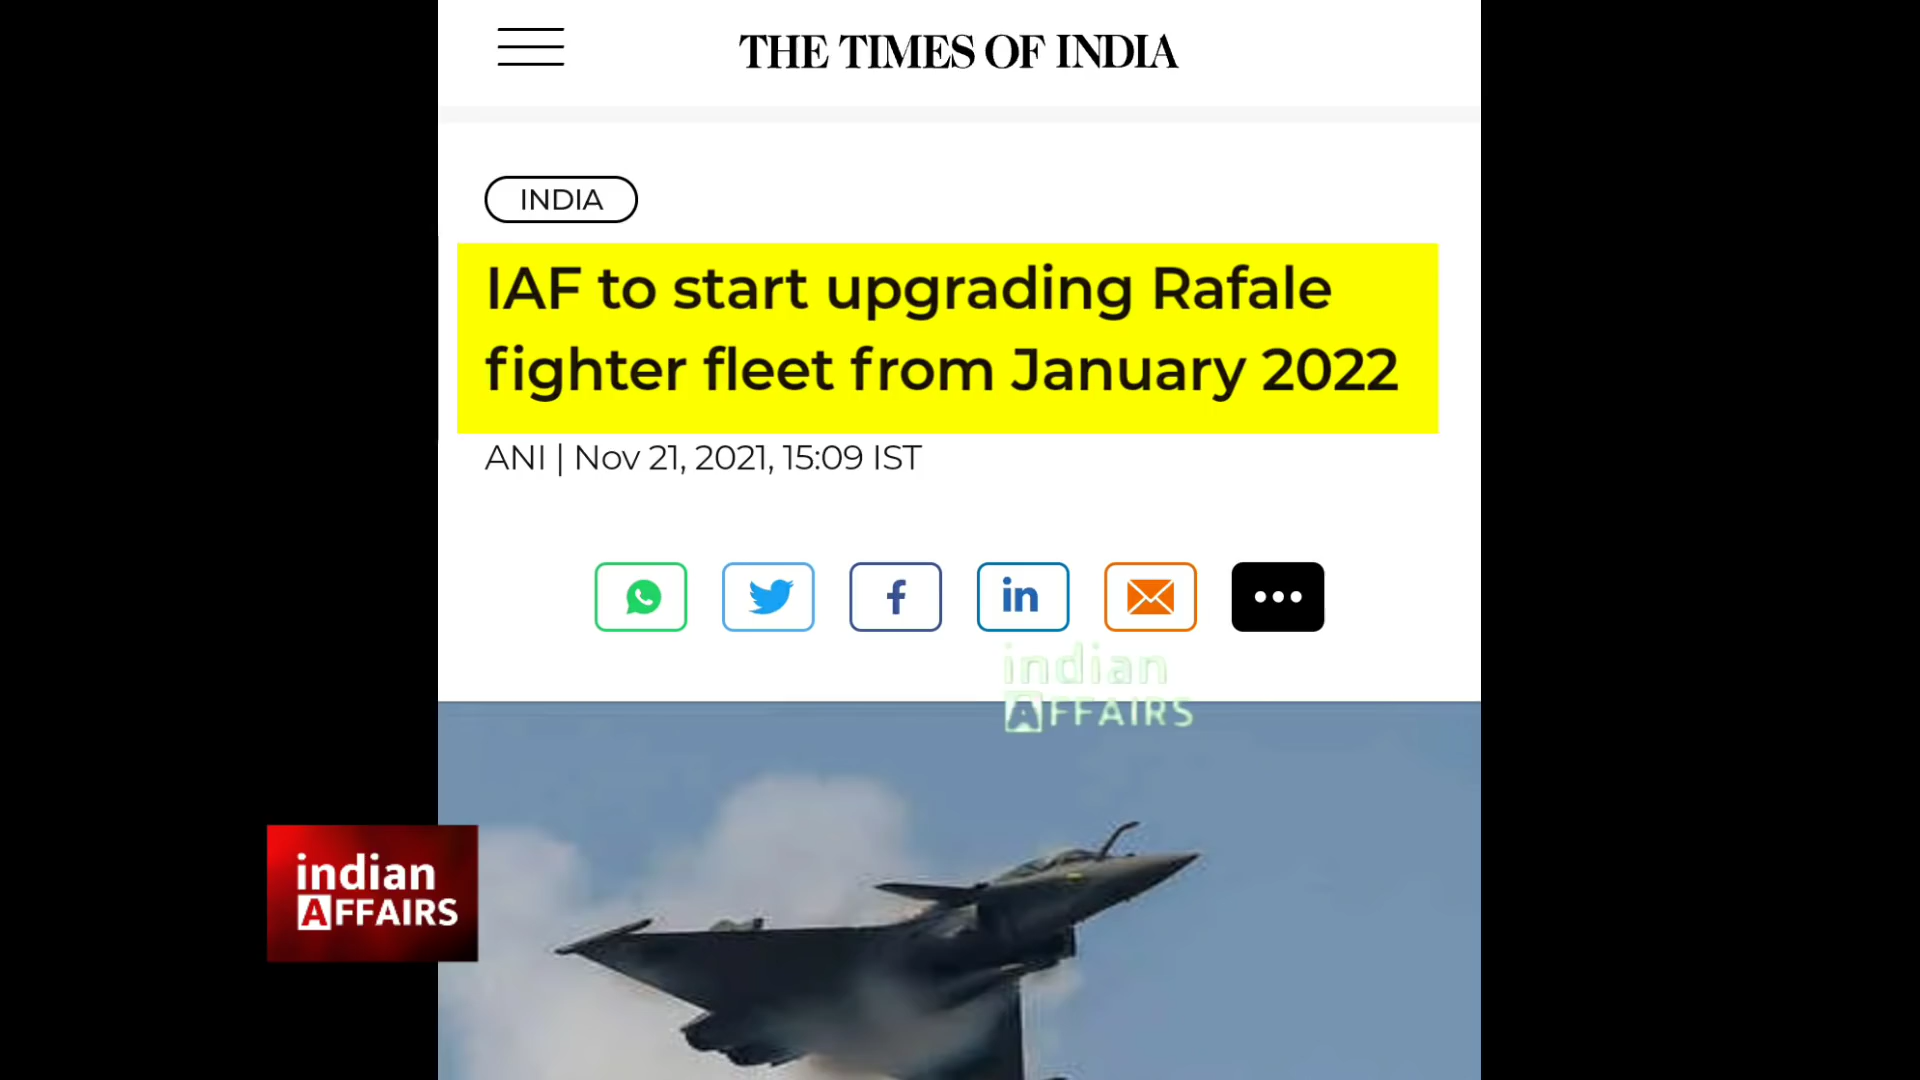 THE TIMES OF INDIA
INDIA
IAF to start upgrading Rafale
fighter fleet from January 2022
ANI | Nov 21, 2021, 15:09 IST
in
indian
AFFAIRS
indian
AFFAIRS